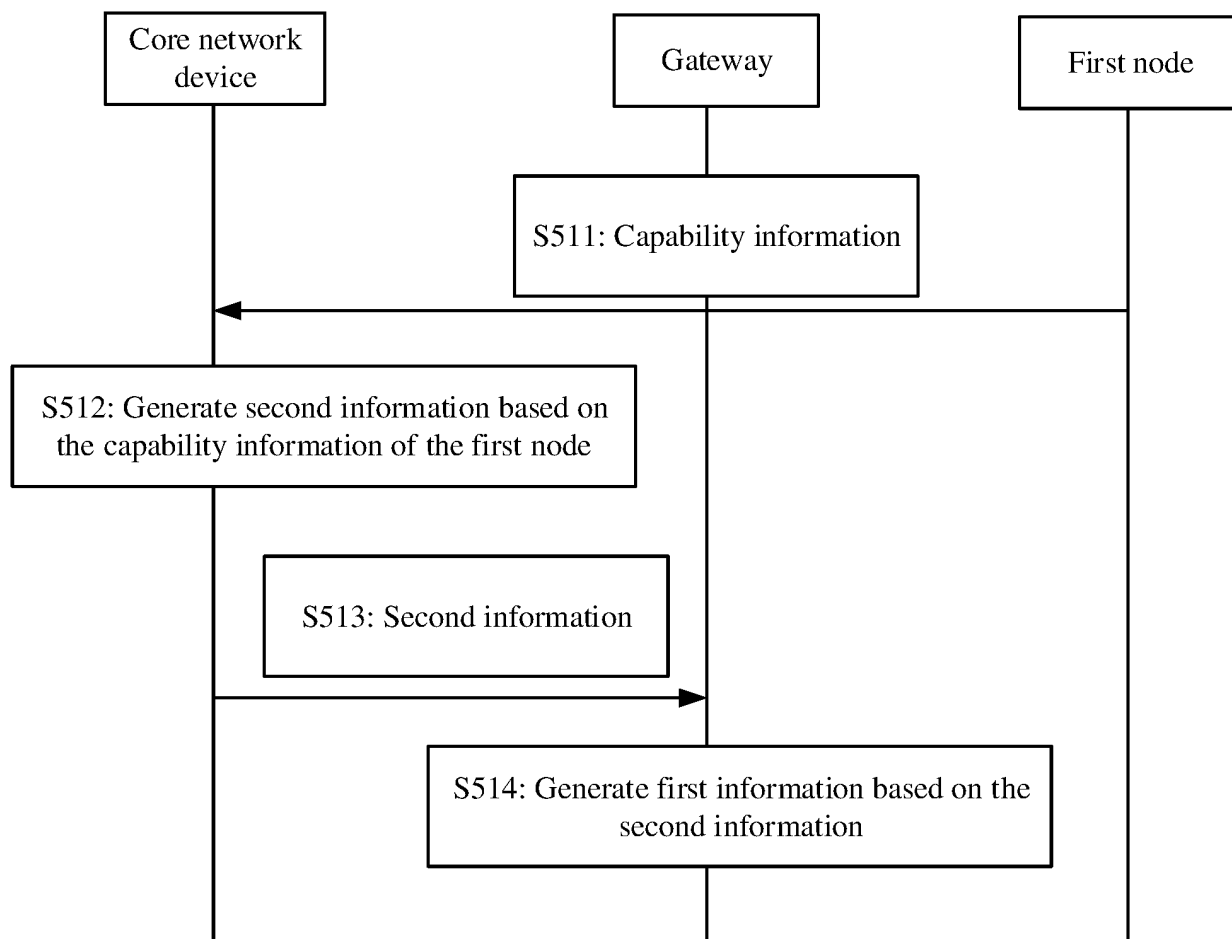 Core network
device
Gateway
First node
S511: Capability information
S512: Generate second information based on
the capability information of the first node
S513: Second information
S514: Generate first information based on the
second information